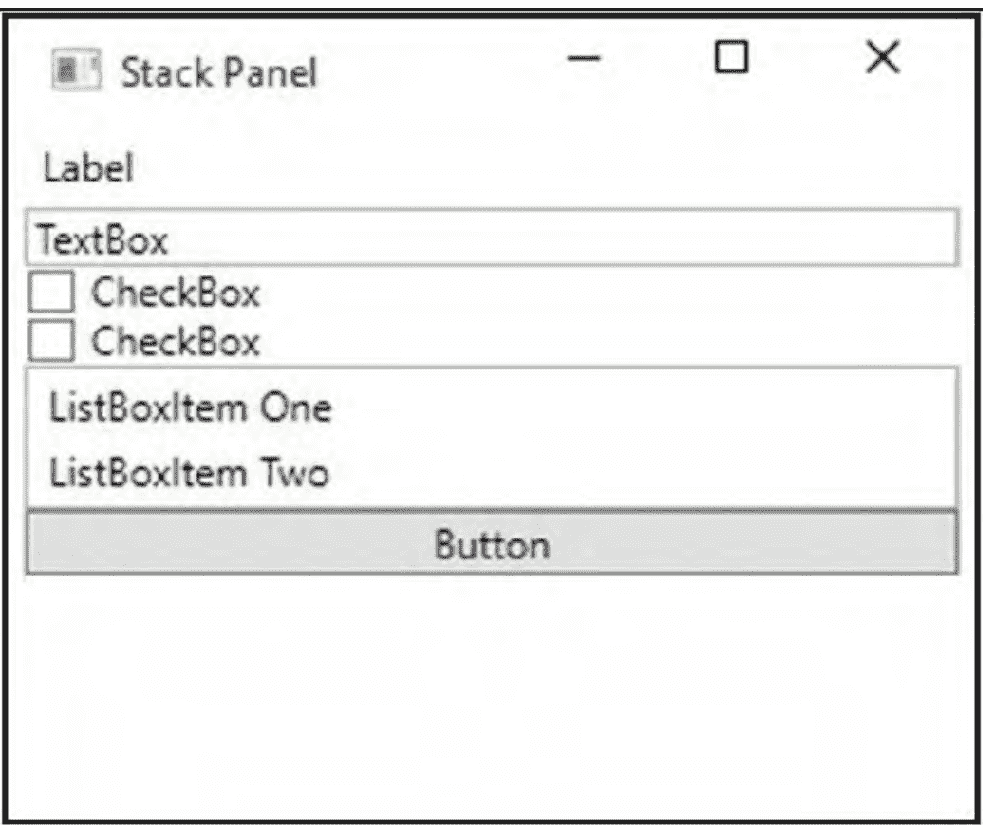 Stack Panel
Label
TextBox
CheckBox
CheckBox
ListBoxItem One
ListBoxItem Two
Button